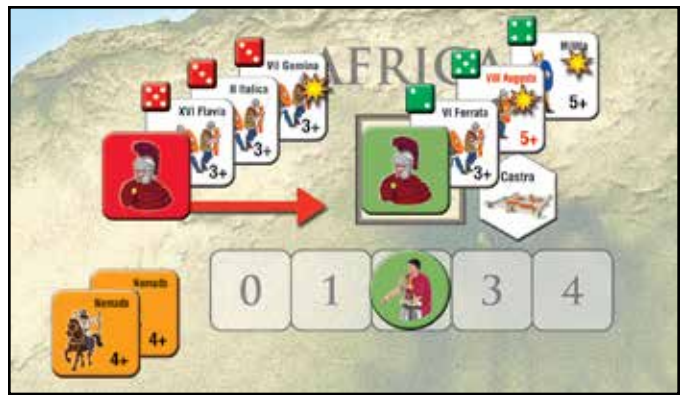 AFRICA
VII Gemina
3+
II Italica
3+
XVI Flavia
3+
Militia
5+
VIII Augusta
5+
VI Ferrata
3+
Castra
Nomads
4+
Nomads
4+
0 1 3 4